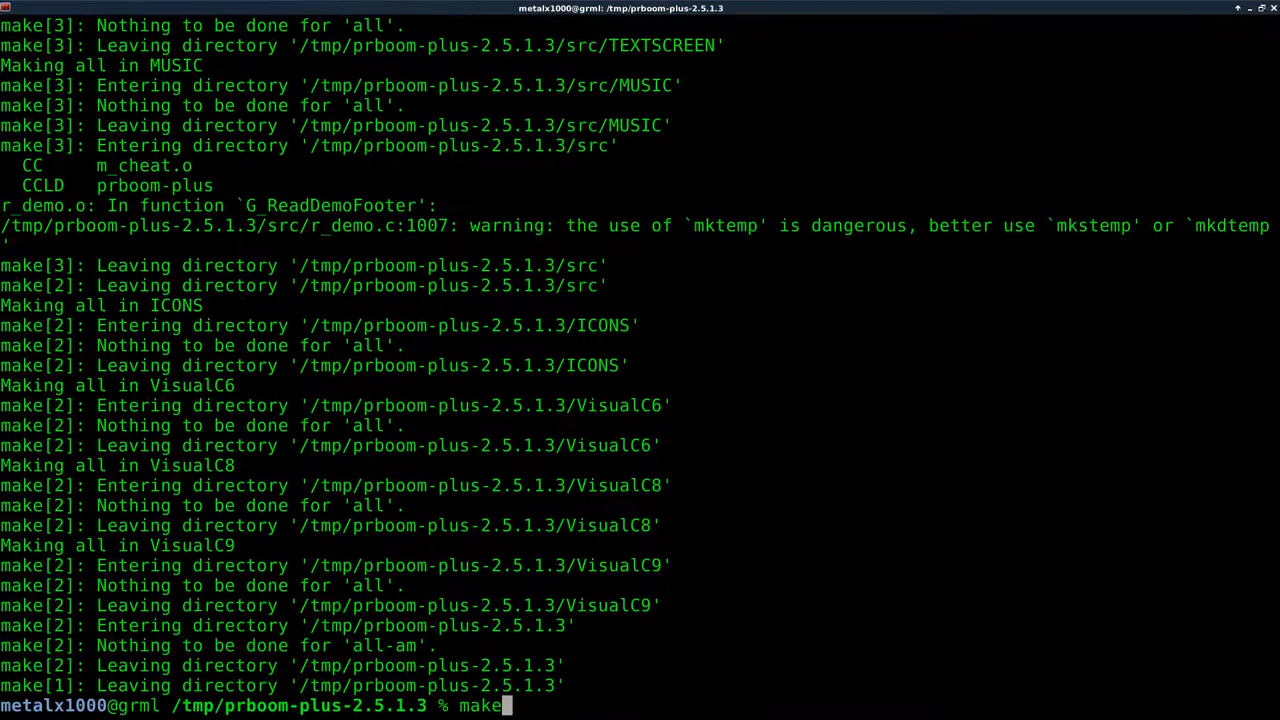 metalx1000@grml: /tmp/prboom-plus-2.5.1.3
make[3]: Nothing to be done for 'all'.
make[3]: Leaving directory '/tmp/prboom-plus-2.5.1.3/src/TEXTSCREEN'
Making all in MUSIC
make[3]: Entering directory '/tmp/prboom-plus-2.5.1.3/src/MUSIC'
make[3]: Nothing to be done for 'all'.
make[3]: Leaving directory '/tmp/prboom-plus-2.5.1.3/src/MUSIC'
make[3]: Entering directory '/tmp/prboom-plus-2.5.1.3/src'
  CC     m_cheat.o
  CCLD   prboom-plus
r_demo.o: In function `G_ReadDemoFooter':
/tmp/prboom-plus-2.5.1.3/src/r_demo.c:1007: warning: the use of `mktemp' is dangerous, better use `mkstemp' or `mkdtemp
'
make[3]: Leaving directory '/tmp/prboom-plus-2.5.1.3/src'
make[2]: Leaving directory '/tmp/prboom-plus-2.5.1.3/src'
Making all in ICONS
make[2]: Entering directory '/tmp/prboom-plus-2.5.1.3/ICONS'
make[2]: Nothing to be done for 'all'.
make[2]: Leaving directory '/tmp/prboom-plus-2.5.1.3/ICONS'
Making all in VisualC6
make[2]: Entering directory '/tmp/prboom-plus-2.5.1.3/VisualC6'
make[2]: Nothing to be done for 'all'.
make[2]: Leaving directory '/tmp/prboom-plus-2.5.1.3/VisualC6'
Making all in VisualC8
make[2]: Entering directory '/tmp/prboom-plus-2.5.1.3/VisualC8'
make[2]: Nothing to be done for 'all'.
make[2]: Leaving directory '/tmp/prboom-plus-2.5.1.3/VisualC8'
Making all in VisualC9
make[2]: Entering directory '/tmp/prboom-plus-2.5.1.3/VisualC9'
make[2]: Nothing to be done for 'all'.
make[2]: Leaving directory '/tmp/prboom-plus-2.5.1.3/VisualC9'
make[2]: Entering directory '/tmp/prboom-plus-2.5.1.3'
make[2]: Nothing to be done for 'all-am'.
make[2]: Leaving directory '/tmp/prboom-plus-2.5.1.3'
make[1]: Leaving directory '/tmp/prboom-plus-2.5.1.3'
metalx1000@grml /tmp/prboom-plus-2.5.1.3 % make